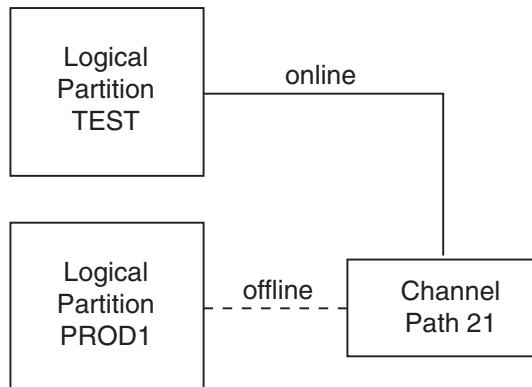 Logical
Partition
TEST
online
Logical
Partition
PROD1
offline
Channel
Path 21